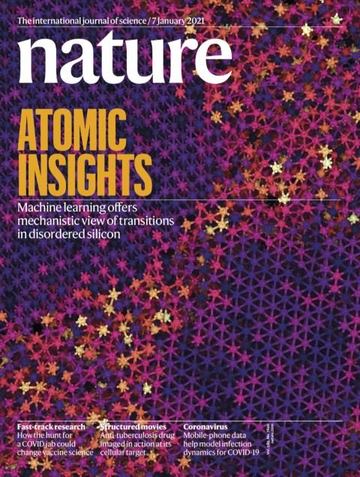 The international journal of science / 7 January 2021
nature
ATOMIC
INSIGHTS
Machine learning offers
mechanistic view of transitions
in disordered silicon
Fast-track research
How the hunt for
a COVID jab could
change vaccine science
Structured movies
Anti-tuberculosis drug
imaged in action at its
cellular target
Coronavirus
Mobile-phone data
help model infection
dynamics for COVID-19